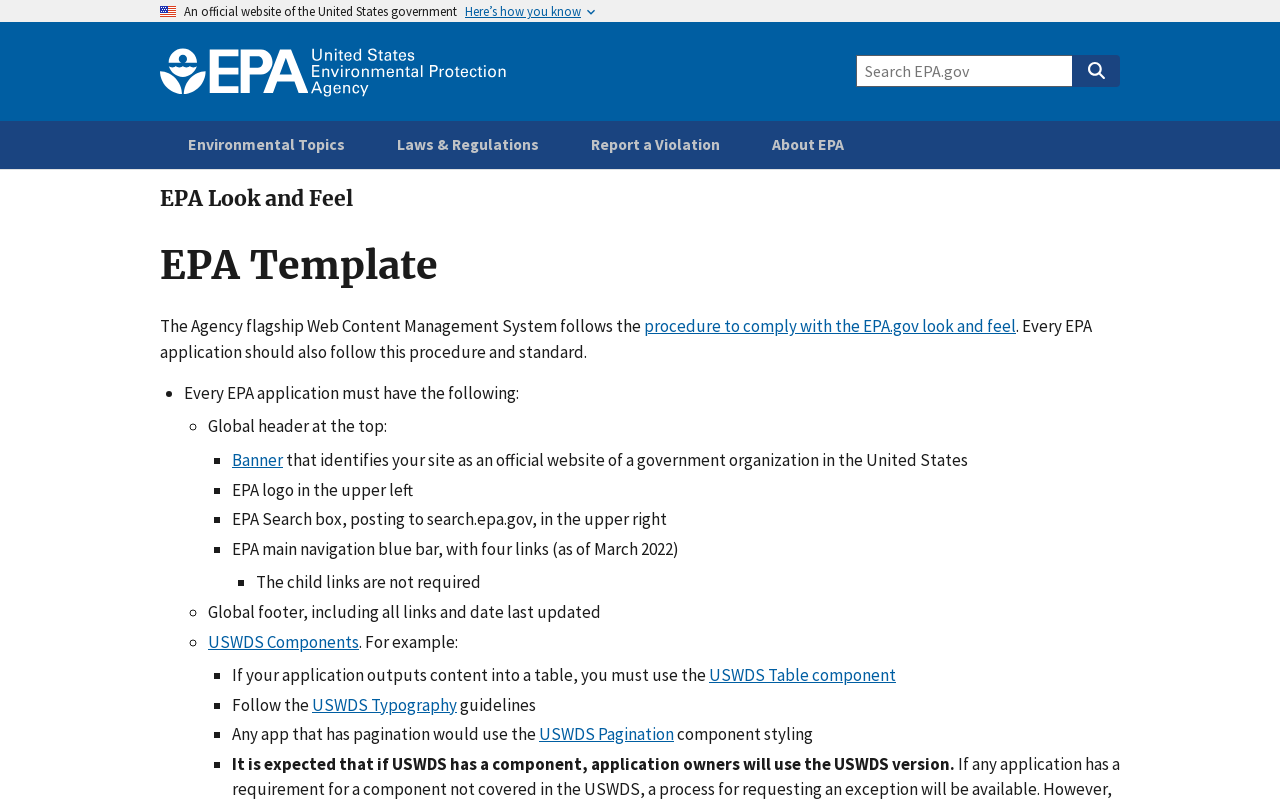 An official website of the United States government Here’s how you know
EPA United States
Environmental Protection
Agency
Search EPA.gov
Environmental Topics Laws & Regulations Report a Violation About EPA
EPA Look and Feel
EPA Template
The Agency flagship Web Content Management System follows the procedure to comply with the EPA.gov look and feel. Every EPA
application should also follow this procedure and standard.
Every EPA application must have the following:
Global header at the top:
Banner that identifies your site as an official website of a government organization in the United States
EPA logo in the upper left
EPA Search box, posting to search.epa.gov, in the upper right
EPA main navigation blue bar, with four links (as of March 2022)
The child links are not required
Global footer, including all links and date last updated
USWDS Components. For example:
If your application outputs content into a table, you must use the USWDS Table component
Follow the USWDS Typography guidelines
Any app that has pagination would use the USWDS Pagination component styling
It is expected that if USWDS has a component, application owners will use the USWDS version. If any application has a
requirement for a component not covered in the USWDS, a process for requesting an exception will be available. However,